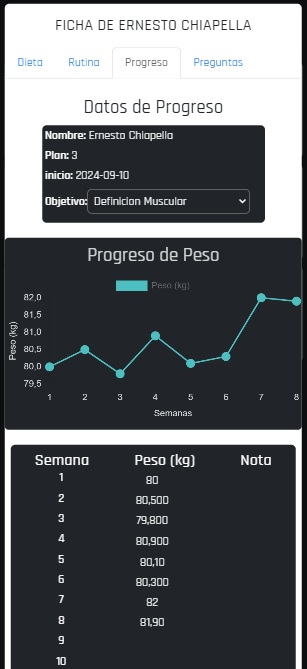 FICHA DE ERNESTO CHIAPELLA
Dieta Rutina Progreso Preguntas
Datos de Progreso
Nombre: Ernesto Chiapella
Plan: 3
inicio: 2024-09-10
Objetivo: Definicion Muscular
Progreso de Peso
Peso (kg)
82,0
81,5
81,0
80,5
80,0
79,5
Peso (kg)
1 2 3 4 5 6 7 8
Semanas
Semana Peso (kg) Nota
1 80
2 80,500
3 79,800
4 80,900
5 80,10
6 80,300
7 82
8 81,90
9
10